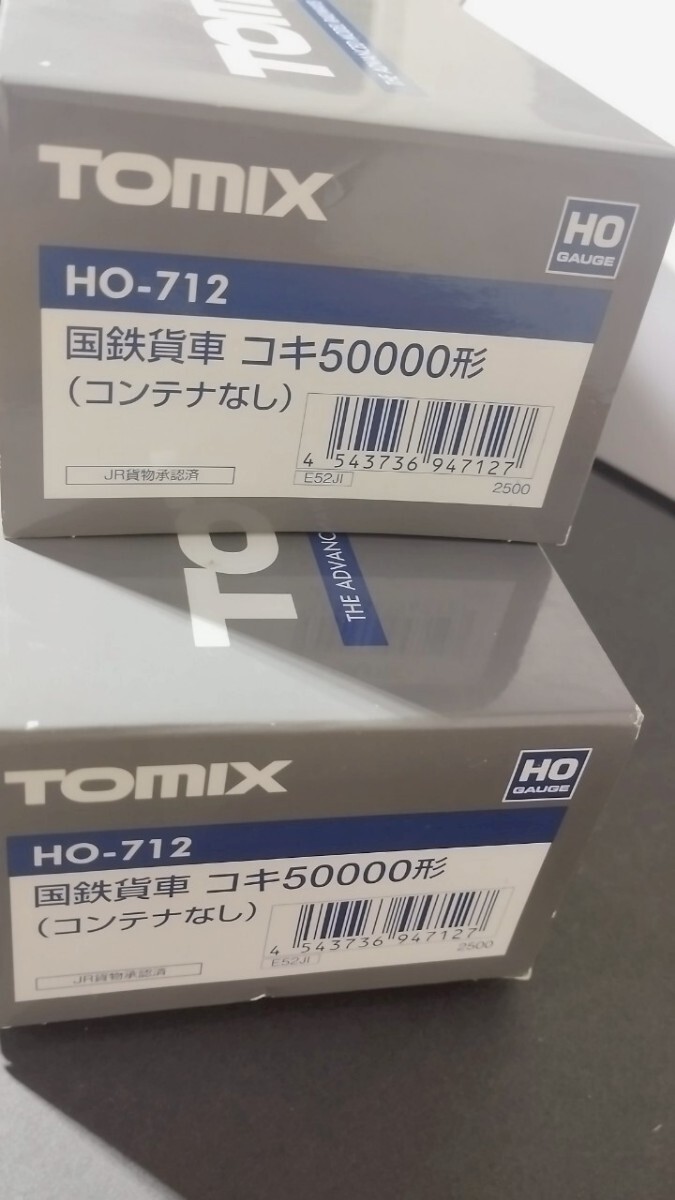 TOMIX
TOMIX
HO
GAUGE
HO-712
国鉄貨車 コキ50000形
(コンテナなし)
4 543736 947127
JR貨物承認済
E52JI
2500
TO
THE ADVANC
TOMIX
HO
GAUGE
HO-712
国鉄貨車 コキ50000形
(コンテナなし)
4 543736 947127
E52JI
2500
JR貨物承認済